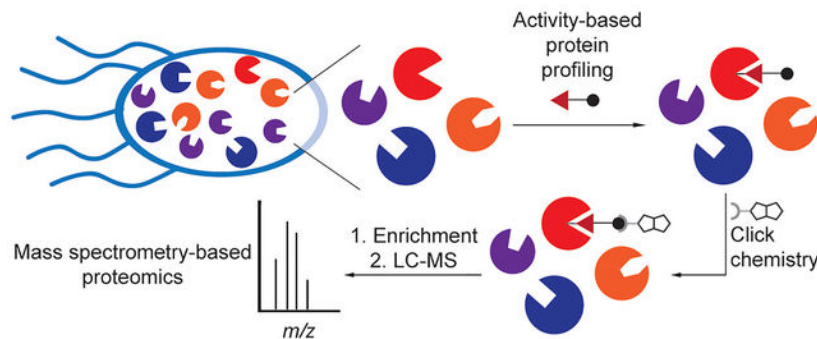 Activity-based
protein
profiling
Click
chemistry
1. Enrichment
2. LC-MS
Mass spectrometry-based
proteomics
m/z